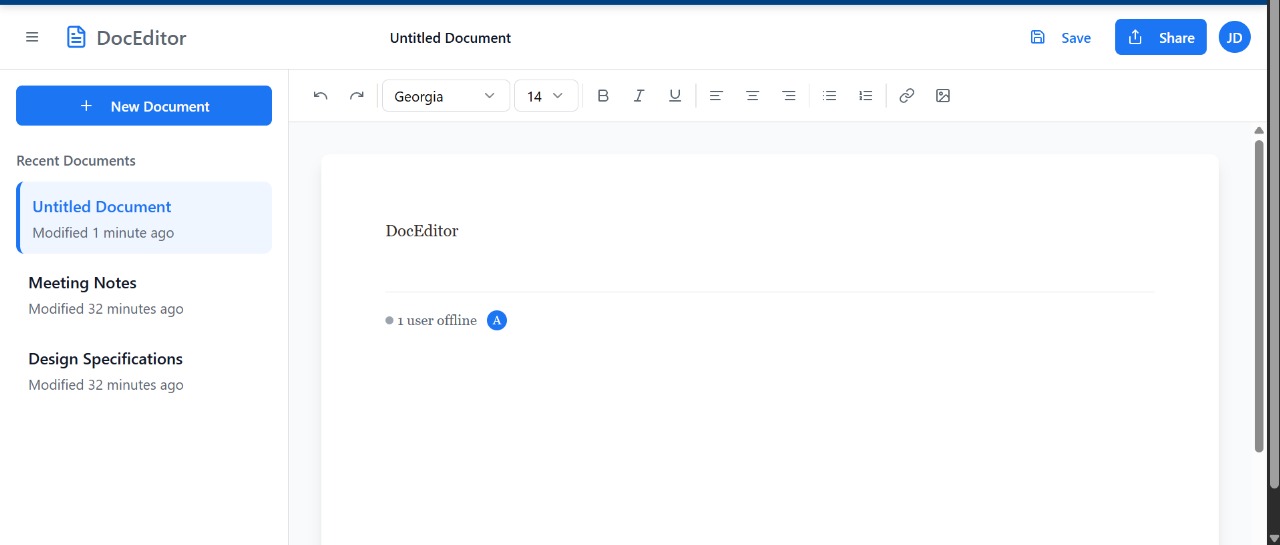 DocEditor
Untitled Document
Save
Share
JD
New Document
Georgia
14
B
I
U
Recent Documents
Untitled Document
Modified 1 minute ago
Meeting Notes
Modified 32 minutes ago
Design Specifications
Modified 32 minutes ago
DocEditor
1 user offline
A